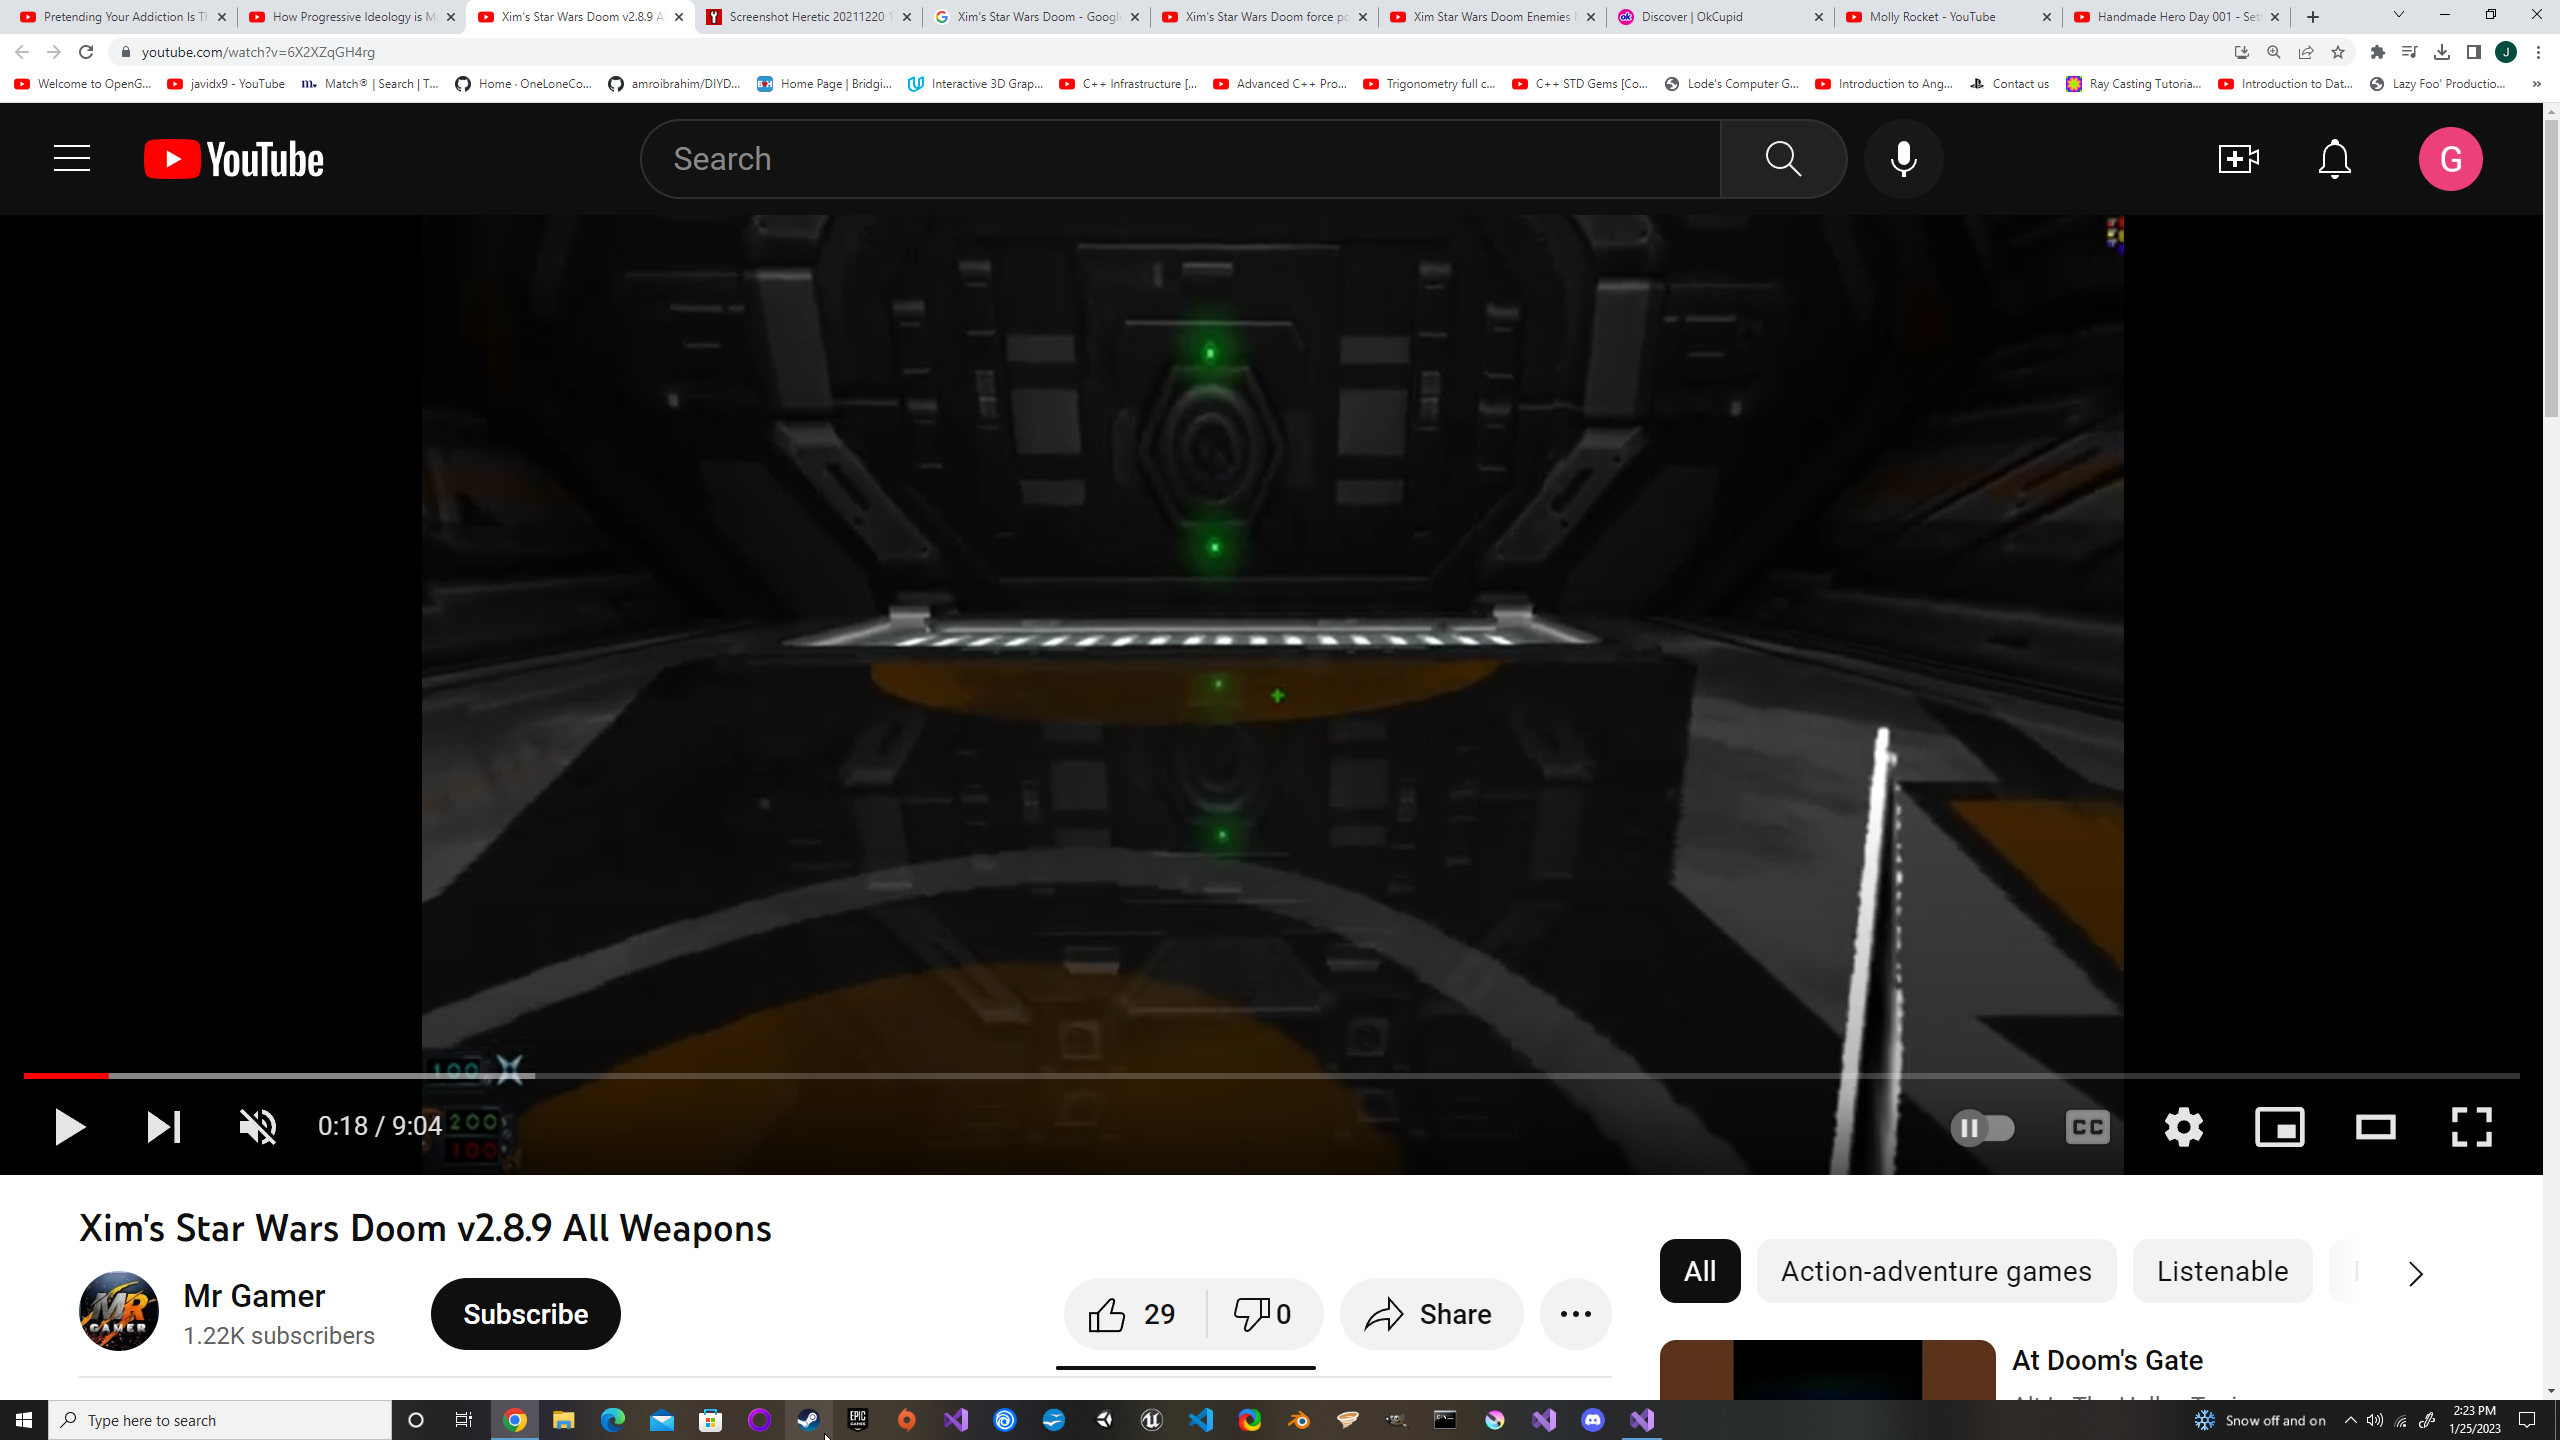 Pretending Your Addiction Is T
How Progressive Ideology is M
Xim's Star Wars Doom v2.8.9 A
Screenshot Heretic 20211220 1
Xim's Star Wars Doom - Googl
Xim's Star Wars Doom force po
Xim Star Wars Doom Enemies
Discover | OkCupid
Molly Rocket - YouTube
Handmade Hero Day 001 - Set
youtube.com/watch?v=6X2XZqGH4rg
J
Welcome to OpenG...
javidx9 - YouTube
Match® | Search | T...
Home · OneLoneCo...
amroibrahim/DIYD...
Home Page | Bridgi...
Interactive 3D Grap...
C++ Infrastructure [...
Advanced C++ Pro...
Trigonometry full c...
C++ STD Gems [Co...
Lode's Computer G...
Introduction to Ang...
Contact us
Ray Casting Tutoria...
Introduction to Dat...
Lazy Foo' Productio...
YouTube
Search
G
100
200
100
0:18 / 9:04
CC
Xim's Star Wars Doom v2.8.9 All Weapons
Mr Gamer
1.22K subscribers
Subscribe
29
0
Share
All
Action-adventure games
Listenable
At Doom's Gate
Type here to search
Snow off and on
2:23 PM
1/25/2023